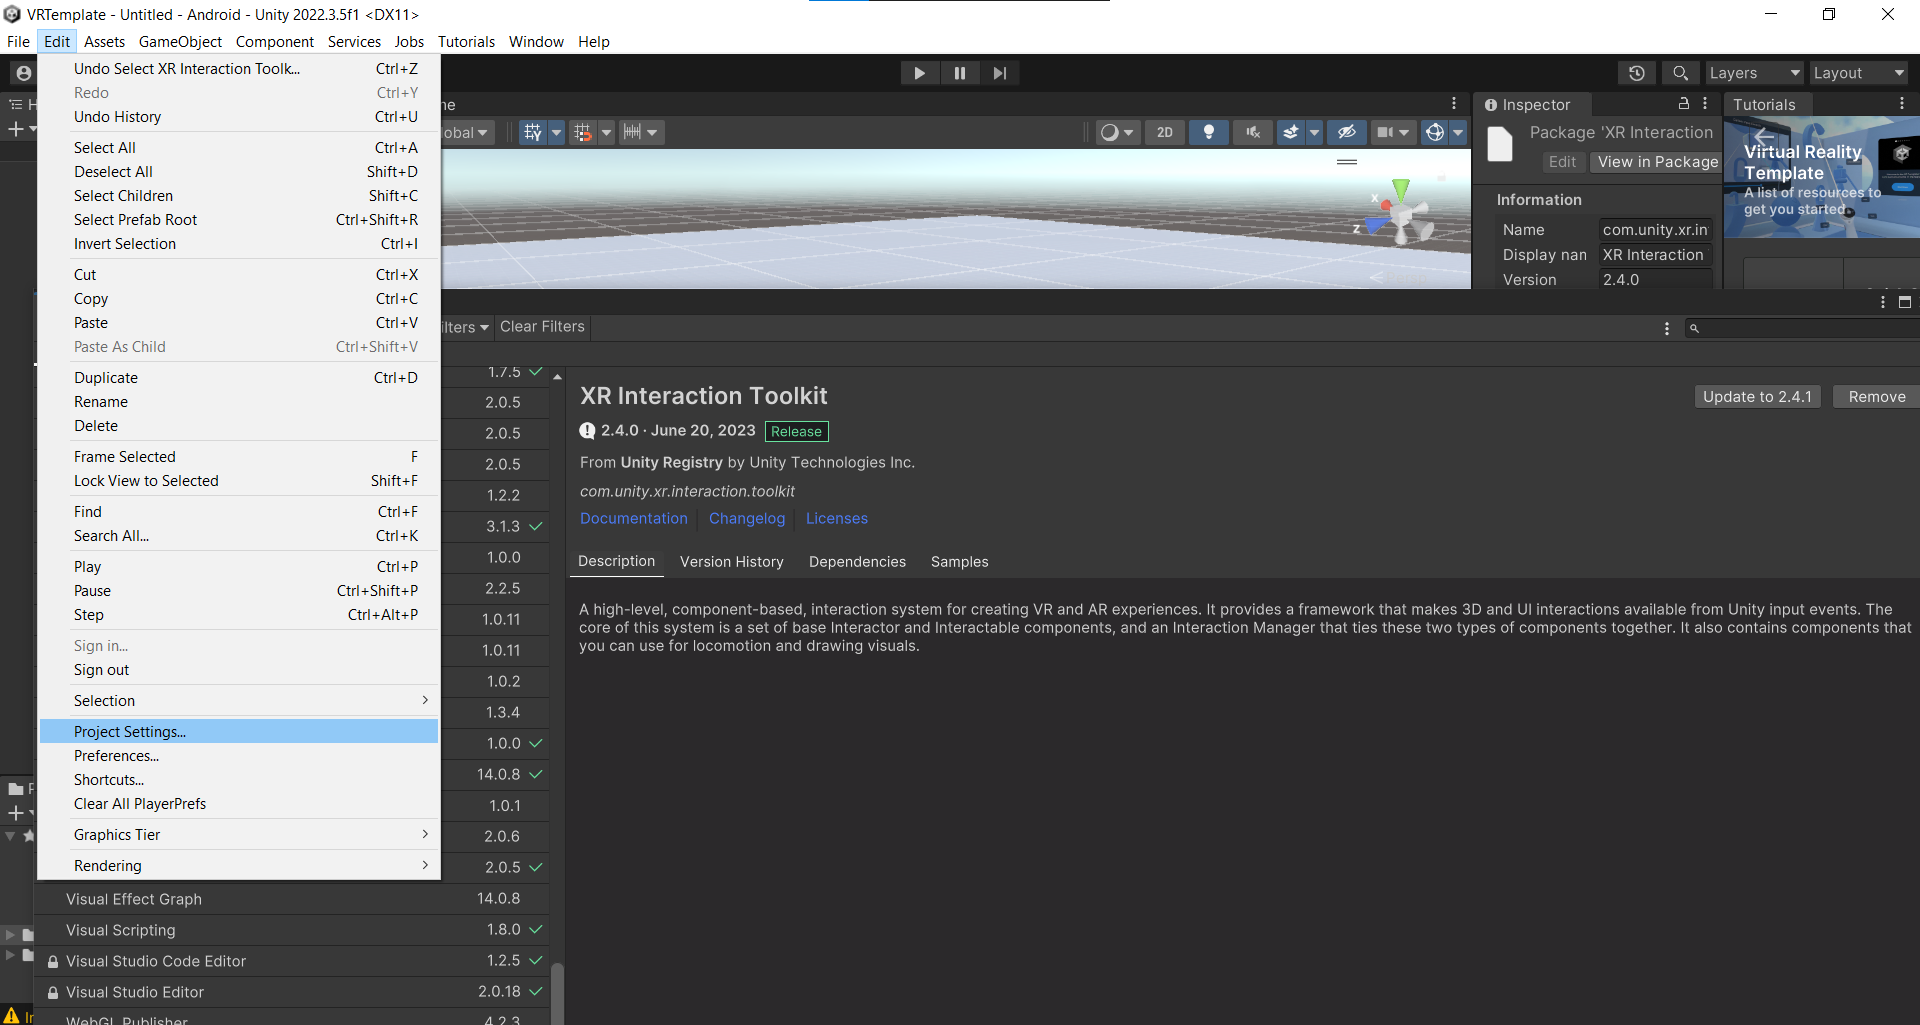 VRTemplate - Untitled - Android - Unity 2022.3.5f1 <DX11>
File Edit Assets GameObject Component Services Jobs Tutorials Window Help
Undo Select XR Interaction Toolk... Ctrl+Z
Redo Ctrl+Y
Undo History Ctrl+U
Select All Ctrl+A
Deselect All Shift+D
Select Children Shift+C
Select Prefab Root Ctrl+Shift+R
Invert Selection Ctrl+I
Cut Ctrl+X
Copy Ctrl+C
Paste Ctrl+V
Paste As Child Ctrl+Shift+V
Duplicate Ctrl+D
Rename
Delete
Frame Selected F
Lock View to Selected Shift+F
Find Ctrl+F
Search All... Ctrl+K
Play Ctrl+P
Pause Ctrl+Shift+P
Step Ctrl+Alt+P
Sign in...
Sign out
Selection
Project Settings...
Preferences...
Shortcuts...
Clear All PlayerPrefs
Graphics Tier
Rendering
Layers Layout
H
ne
obal
2D
x
z
Inspector
Package 'XR Interaction
Edit View in Package
Information
Name com.unity.xr.in
Display nan XR Interaction
Version 2.4.0
Tutorials
Virtual Reality
Template
A list of resources to
get you started
ilters Clear Filters
1.7.5
2.0.5
2.0.5
2.0.5
1.2.2
3.1.3
1.0.0
2.2.5
1.0.11
1.0.11
1.0.2
1.3.4
1.0.0
14.0.8
1.0.1
2.0.6
2.0.5
Visual Effect Graph 14.0.8
Visual Scripting 1.8.0
Visual Studio Code Editor 1.2.5
Visual Studio Editor 2.0.18
WebGL Publisher 4.2.3
XR Interaction Toolkit
Update to 2.4.1 Remove
2.4.0 · June 20, 2023 Release
From Unity Registry by Unity Technologies Inc.
com.unity.xr.interaction.toolkit
Documentation Changelog Licenses
Description Version History Dependencies Samples
A high-level, component-based, interaction system for creating VR and AR experiences. It provides a framework that makes 3D and UI interactions available from Unity input events. The
core of this system is a set of base Interactor and Interactable components, and an Interaction Manager that ties these two types of components together. It also contains components that
you can use for locomotion and drawing visuals.